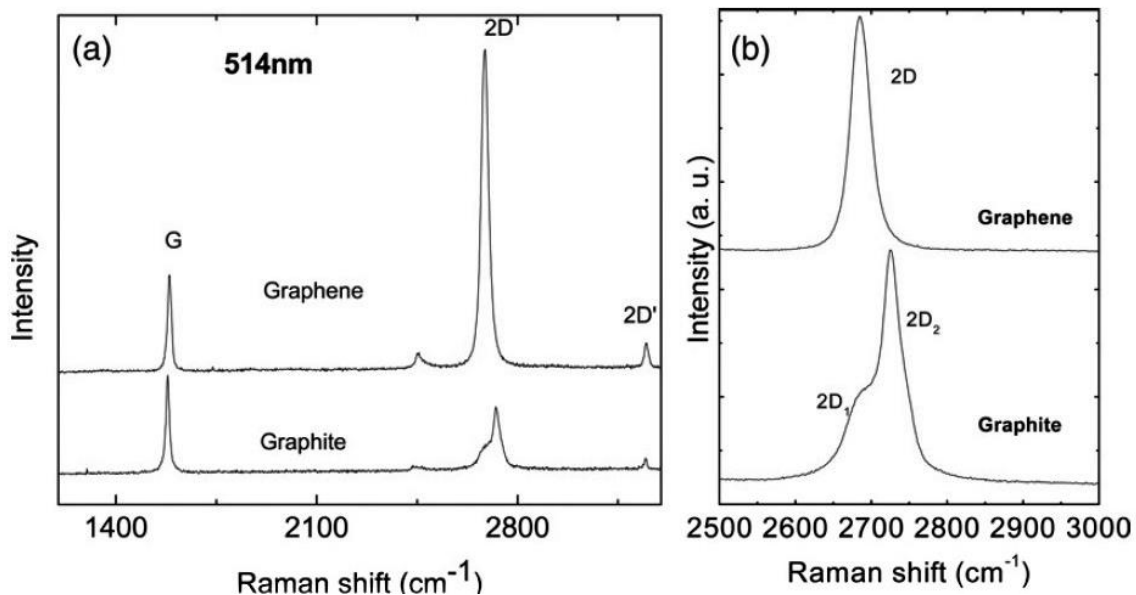 (a)
514nm
2D'
G
Graphene
2D'
Graphite
Intensity
1400 2100 2800
Raman shift (cm-1)
(b)
2D
Graphene
2D2
2D1
Graphite
Intensity (a. u.)
2500 2600 2700 2800 2900 3000
Raman shift (cm-1)